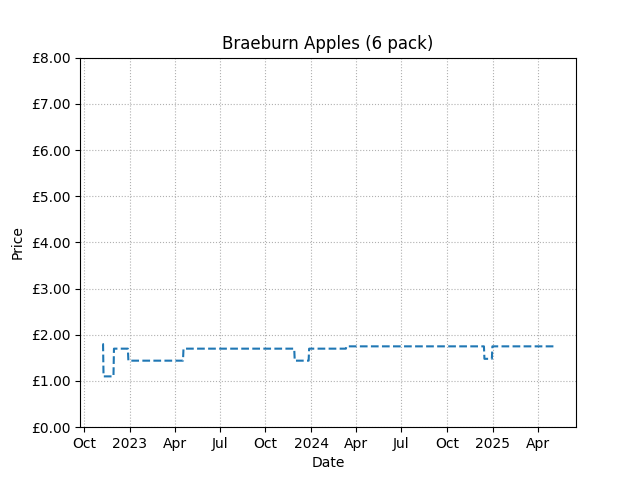 Braeburn Apples (6 pack)
£8.00
£7.00
£6.00
£5.00
£4.00
£3.00
£2.00
£1.00
£0.00
Price
Oct 2023 Apr Jul Oct 2024 Apr Jul Oct 2025 Apr
Date